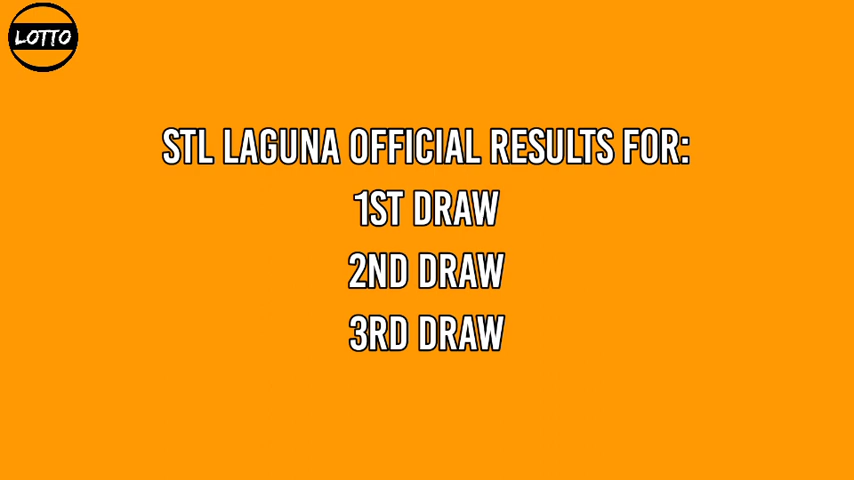 LOTTO
STL LAGUNA OFFICIAL RESULTS FOR:
1ST DRAW
2ND DRAW
3RD DRAW